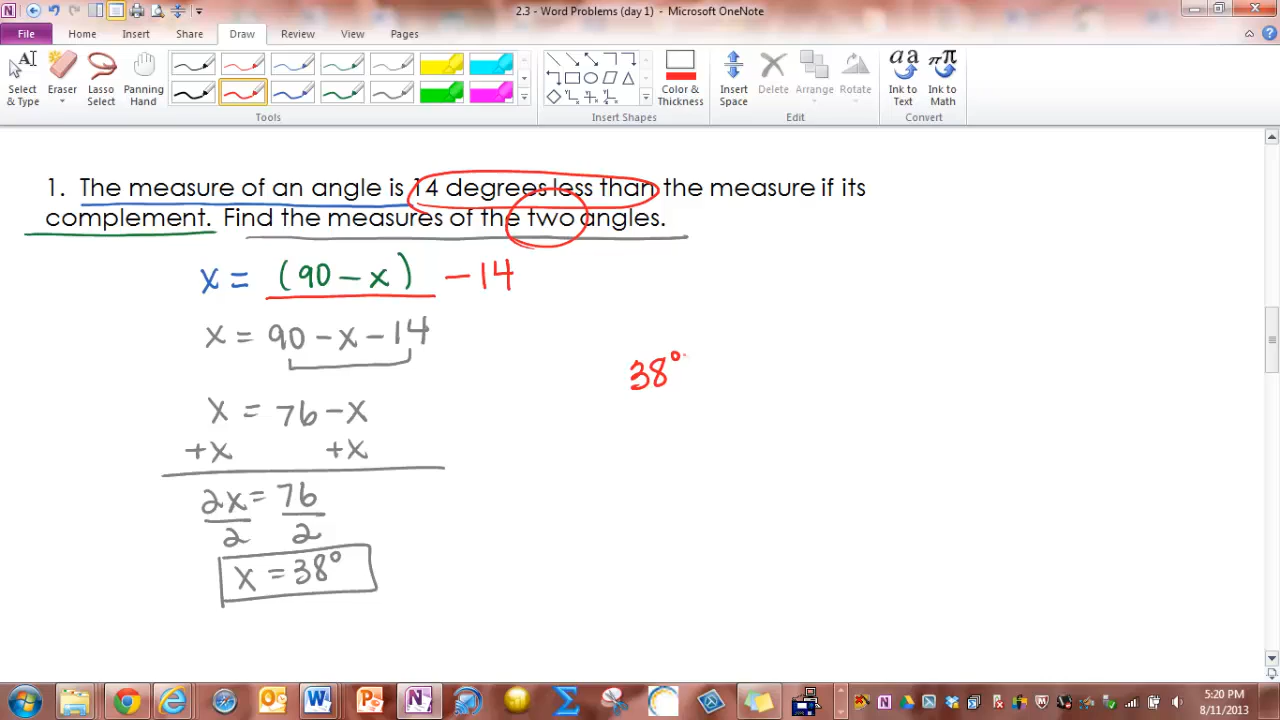 2.3 - Word Problems (day 1) - Microsoft OneNote
File Home Insert Share Draw Review View Pages
Select & Type Eraser Lasso Select Panning Hand Color & Thickness Insert Space Delete Arrange Rotate Ink to Text Ink to Math
Tools Insert Shapes Edit Convert
1. The measure of an angle is 14 degrees less than the measure if its
complement. Find the measures of the two angles.
x = (90 - x) - 14
x = 90 - x - 14
38°
x = 76 - x
+x +x
2x = 76
2 2
x = 38°
5:20 PM
8/11/2013